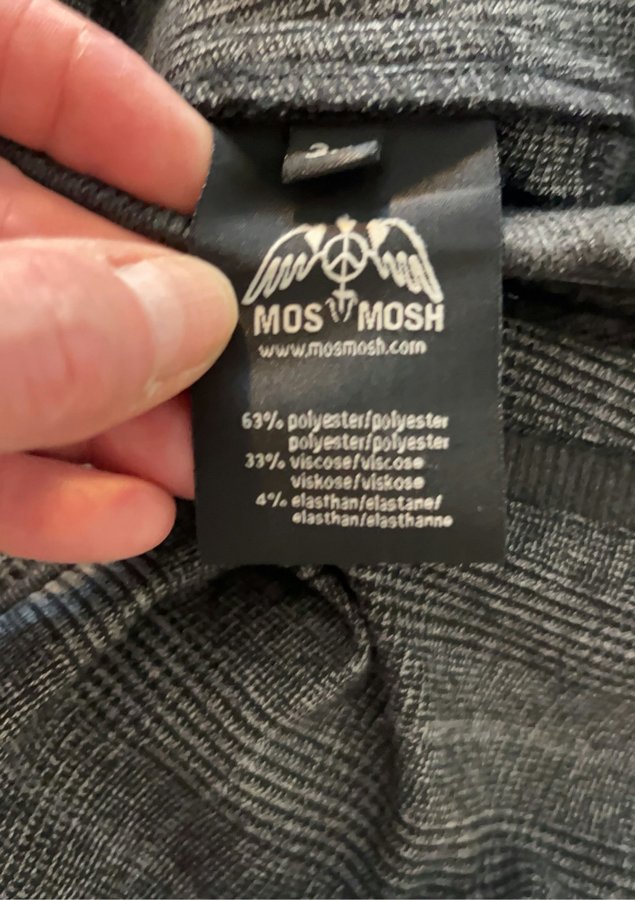 MOS MOSH
www.mosmosh.com
63% polyester/polyester
polyester/polyester
33% viscose/viscose
viskose/viskose
4% elasthan/elastane/
elasthan/elasthanne